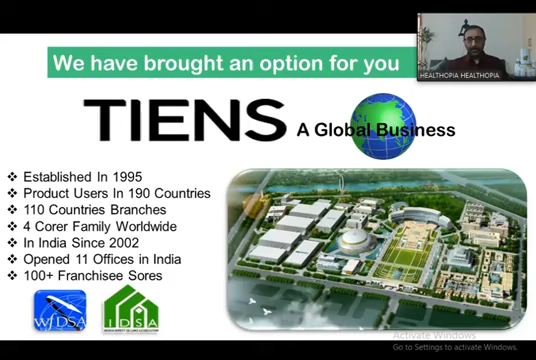 We have brought an option for you
HEALTHOPIA HEALTHOPIA
TIENS A Global Business
❖ Established In 1995
❖ Product Users In 190 Countries
❖ 110 Countries Branches
❖ 4 Corer Family Worldwide
❖ In India Since 2002
❖ Opened 11 Offices in India
❖ 100+ Franchisee Sores
WFDSA
IDSA
Activate Windows
Go to Settings to activate Windows.